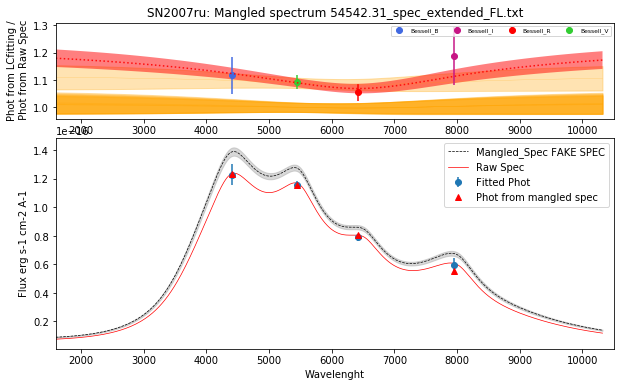 SN2007ru: Mangled spectrum 54542.31_spec_extended_FL.txt
Phot from LCfitting /
Phot from Raw Spec
1.3
1.2
1.1
1.0
Bessell_B
Bessell_I
Bessell_R
Bessell_V
2000 3000 4000 5000 6000 7000 8000 9000 10000
1e−16
Flux erg s-1 cm-2 A-1
1.4
1.2
1.0
0.8
0.6
0.4
0.2
Mangled_Spec FAKE SPEC
Raw Spec
Fitted Phot
Phot from mangled spec
2000 3000 4000 5000 6000 7000 8000 9000 10000
Wavelenght